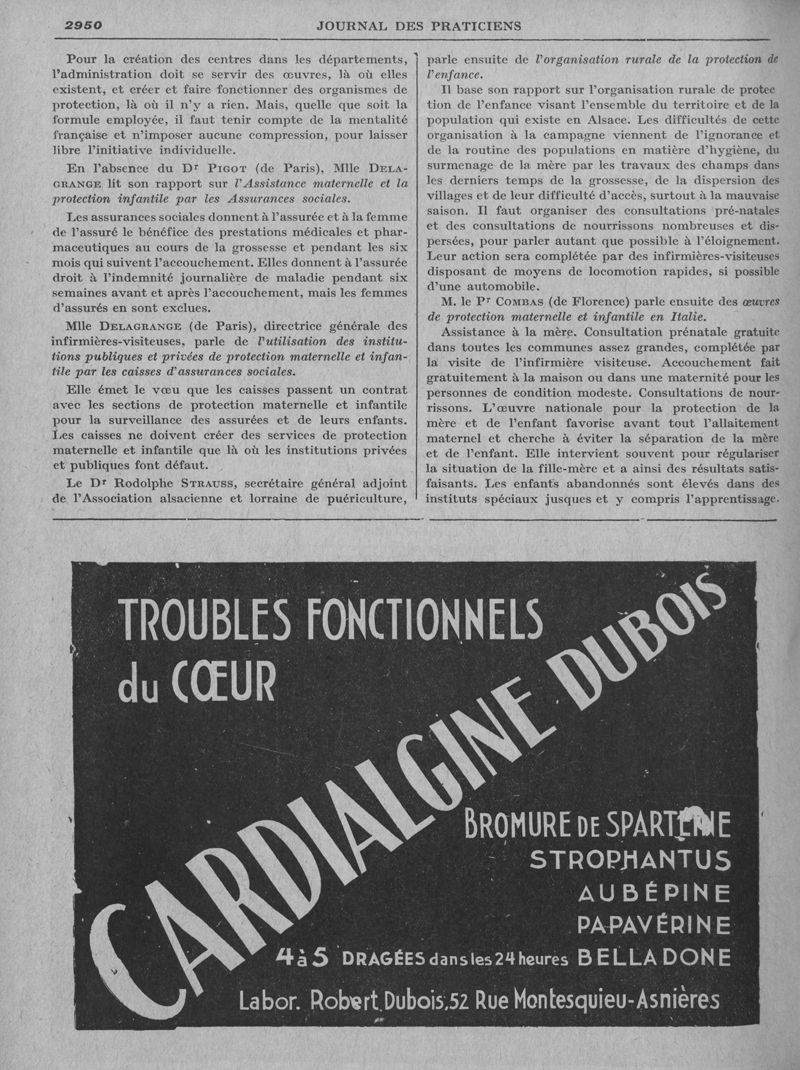 2950
JOURNAL DES PRATICIENS
Pour la création des centres dans les départements,
l'administration doit se servir des œuvres, là où elles
existent, et créer et faire fonctionner des organismes de
protection, là où il n'y a rien. Mais, quelle que soit la
formule employée, il faut tenir compte de la mentalité
française et n'imposer aucune compression, pour laisser
libre l'initiative individuelle.
En l'absence du Dr PIGOT (de Paris), Mlle DELA-
GRANGE lit son rapport sur l'Assistance maternelle et la
protection infantile par les Assurances sociales.
Les assurances sociales donnent à l'assurée et à la femme
de l'assuré le bénéfice des prestations médicales et phar-
maceutiques au cours de la grossesse et pendant les six
mois qui suivent l'accouchement. Elles donnent à l'assurée
droit à l'indemnité journalière de maladie pendant six
semaines avant et après l'accouchement, mais les femmes
d'assurés en sont exclues.
Mlle DELAGRANGE (de Paris), directrice générale des
infirmières-visiteuses, parle de l'utilisation des institu-
tions publiques et privées de protection maternelle et infan-
tile par les caisses d'assurances sociales.
Elle émet le vœu que les caisses passent un contrat
avec les sections de protection maternelle et infantile
pour la surveillance des assurées et de leurs enfants.
Les caisses ne doivent créer des services de protection
maternelle et infantile que là où les institutions privées
et publiques font défaut.
Le Dr Rodolphe STRAUSS, secrétaire général adjoint
de l'Association alsacienne et lorraine de puériculture,
parle ensuite de l'organisation rurale de la protection de
l'enfance.
Il base son rapport sur l'organisation rurale de protec
tion de l'enfance visant l'ensemble du territoire et de la
population qui existe en Alsace. Les difficultés de cette
organisation à la campagne viennent de l'ignorance et
de la routine des populations en matière d'hygiène, du
surmenage de la mère par les travaux des champs dans
les derniers temps de la grossesse, de la dispersion des
villages et de leur difficulté d'accès, surtout à la mauvaise
saison. Il faut organiser des consultations pré-natales
et des consultations de nourrissons nombreuses et dis-
persées, pour parler autant que possible à l'éloignement.
Leur action sera complétée par des infirmières-visiteuses
disposant de moyens de locomotion rapides, si possible
d'une automobile.
M. le Pr COMBAS (de Florence) parle ensuite des œuvres
de protection maternelle et infantile en Italie.
Assistance à la mère. Consultation prénatale gratuite
dans toutes les communes assez grandes, complétée par
la visite de l'infirmière visiteuse. Accouchement fait
gratuitement à la maison ou dans une maternité pour les
personnes de condition modeste. Consultations de nour-
rissons. L'œuvre nationale pour la protection de la
mère et de l'enfant favorise avant tout l'allaitement
maternel et cherche à éviter la séparation de la mère
et de l'enfant. Elle intervient souvent pour régulariser
la situation de la fille-mère et a ainsi des résultats satis-
faisants. Les enfants abandonnés sont élevés dans des
instituts spéciaux jusques et y compris l'apprentissage.
TROUBLES FONCTIONNELS
du CŒUR
CARDIALGINE DUBOIS
BROMURE DE SPARTÉINE
STROPHANTUS
AUBÉPINE
PAPAVÉRINE
4 à 5 DRAGÉES dans les 24 heures BELLADONE
Labor. Robert Dubois, 52 Rue Montesquieu-Asnières